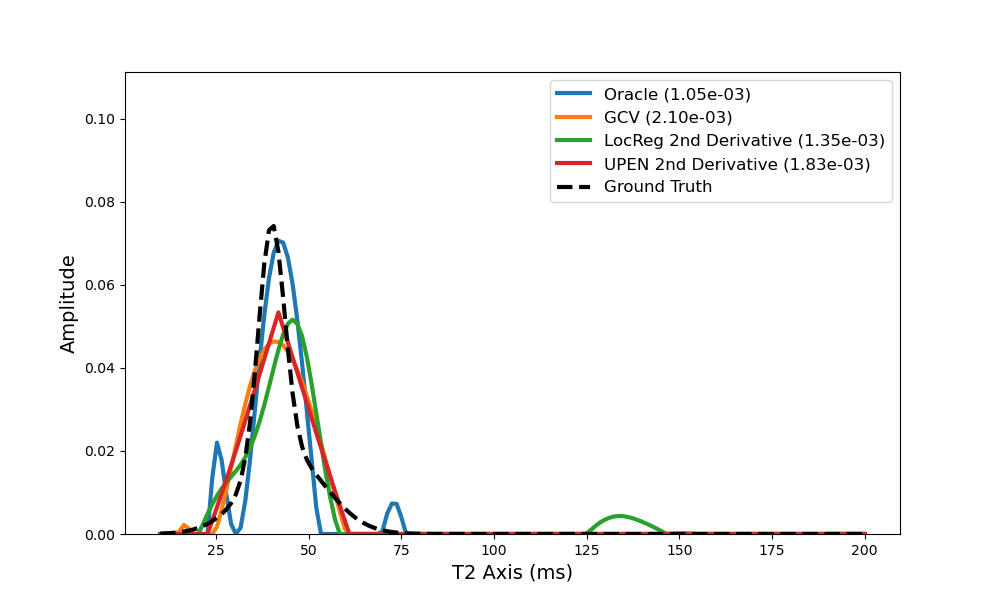 Oracle (1.05e-03)
GCV (2.10e-03)
LocReg 2nd Derivative (1.35e-03)
UPEN 2nd Derivative (1.83e-03)
Ground Truth
0.10
0.08
0.06
0.04
0.02
0.00
Amplitude
25 50 75 100 125 150 175 200
T2 Axis (ms)